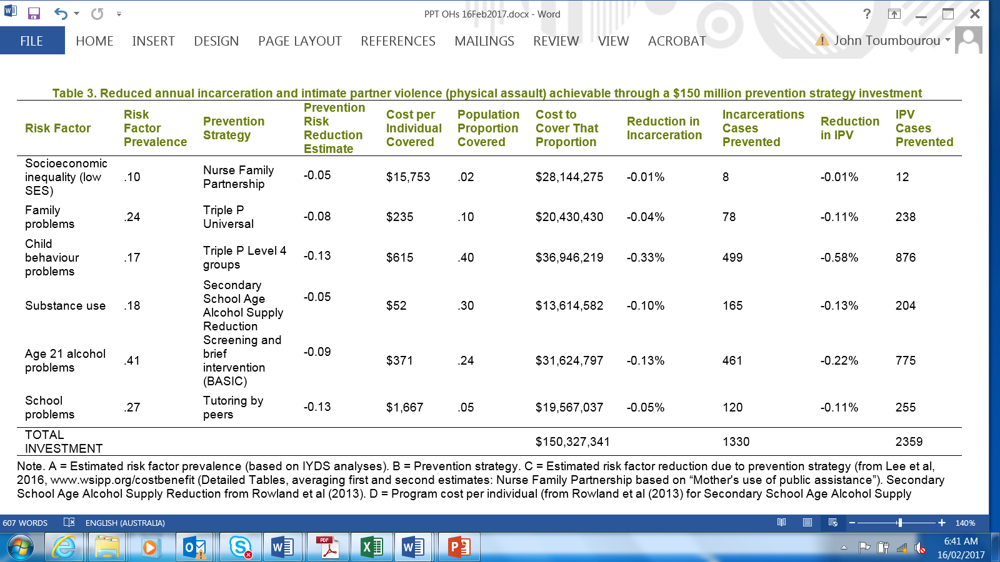 PPT OHs 16Feb2017.docx - Word
FILE HOME INSERT DESIGN PAGE LAYOUT REFERENCES MAILINGS REVIEW VIEW ACROBAT John Toumbourou
Table 3. Reduced annual incarceration and intimate partner violence (physical assault) achievable through a $150 million prevention strategy investment
Risk Factor
Risk
Factor
Prevalence
Prevention
Strategy
Prevention
Risk
Reduction
Estimate
Cost per
Individual
Covered
Population
Proportion
Covered
Cost to
Cover That
Proportion
Reduction in
Incarceration
Incarcerations
Cases
Prevented
Reduction
in IPV
IPV
Cases
Prevented
Socioeconomic
inequality (low
SES)
.10
Nurse Family
Partnership
-0.05
$15,753
.02
$28,144,275
-0.01%
8
-0.01%
12
Family
problems
.24
Triple P
Universal
-0.08
$235
.10
$20,430,430
-0.04%
78
-0.11%
238
Child
behaviour
problems
.17
Triple P Level 4
groups
-0.13
$615
.40
$36,946,219
-0.33%
499
-0.58%
876
Substance use
.18
Secondary
School Age
Alcohol Supply
Reduction
-0.05
$52
.30
$13,614,582
-0.10%
165
-0.13%
204
Age 21 alcohol
problems
.41
Screening and
brief
intervention
(BASIC)
-0.09
$371
.24
$31,624,797
-0.13%
461
-0.22%
775
School
problems
.27
Tutoring by
peers
-0.13
$1,667
.05
$19,567,037
-0.05%
120
-0.11%
255
TOTAL
INVESTMENT
$150,327,341
1330
2359
Note. A = Estimated risk factor prevalence (based on IYDS analyses). B = Prevention strategy. C = Estimated risk factor reduction due to prevention strategy (from Lee et al,
2016, www.wsipp.org/costbenefit (Detailed Tables, averaging first and second estimates: Nurse Family Partnership based on “Mother's use of public assistance”). Secondary
School Age Alcohol Supply Reduction from Rowland et al (2013). D = Program cost per individual (from Rowland et al (2013) for Secondary School Age Alcohol Supply
607 WORDS ENGLISH (AUSTRALIA) 140%
6:41 AM
16/02/2017